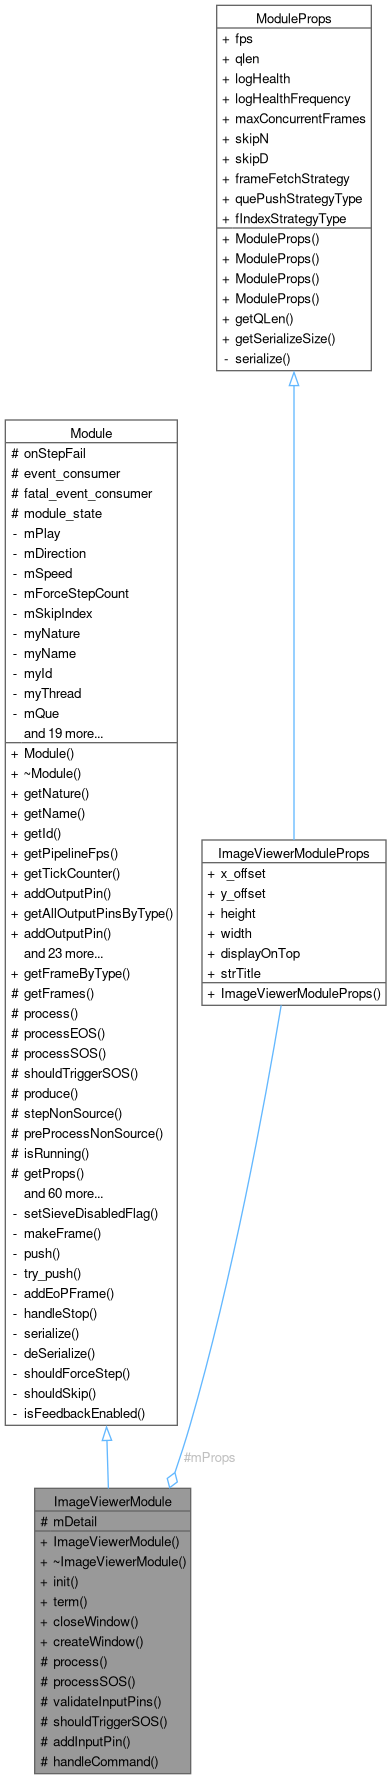 ModuleProps
+ fps
+ qlen
+ logHealth
+ logHealthFrequency
+ maxConcurrentFrames
+ skipN
+ skipD
+ frameFetchStrategy
+ quePushStrategyType
+ fIndexStrategyType
+ ModuleProps()
+ ModuleProps()
+ ModuleProps()
+ ModuleProps()
+ getQLen()
+ getSerializeSize()
- serialize()
Module
# onStepFail
# event_consumer
# fatal_event_consumer
# module_state
- mPlay
- mDirection
- mSpeed
- mForceStepCount
- mSkipIndex
- myNature
- myName
- myId
- myThread
- mQue
and 19 more...
+ Module()
+ ~Module()
+ getNature()
+ getName()
+ getId()
+ getPipelineFps()
+ getTickCounter()
+ addOutputPin()
+ getAllOutputPinsByType()
+ addOutputPin()
and 23 more...
+ getFrameByType()
# getFrames()
# process()
# processEOS()
# processSOS()
# shouldTriggerSOS()
# produce()
# stepNonSource()
# preProcessNonSource()
# isRunning()
# getProps()
and 60 more...
- setSieveDisabledFlag()
- makeFrame()
- push()
- try_push()
- addEoPFrame()
- handleStop()
- serialize()
- deSerialize()
- shouldForceStep()
- shouldSkip()
- isFeedbackEnabled()
ImageViewerModuleProps
+ x_offset
+ y_offset
+ height
+ width
+ displayOnTop
+ strTitle
+ ImageViewerModuleProps()
#mProps
ImageViewerModule
# mDetail
+ ImageViewerModule()
+ ~ImageViewerModule()
+ init()
+ term()
+ closeWindow()
+ createWindow()
# process()
# processSOS()
# validateInputPins()
# shouldTriggerSOS()
# addInputPin()
# handleCommand()